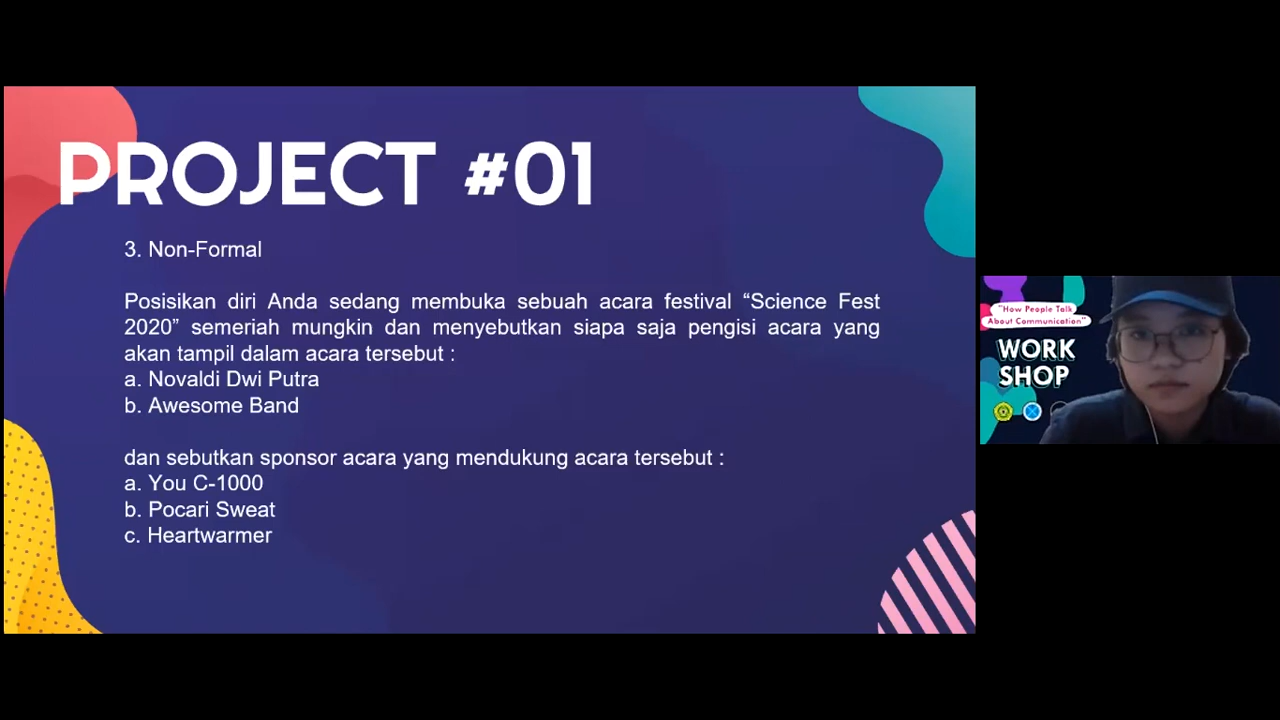 PROJECT #01
3. Non-Formal
Posisikan diri Anda sedang membuka sebuah acara festival “Science Fest
2020” semeriah mungkin dan menyebutkan siapa saja pengisi acara yang
akan tampil dalam acara tersebut :
a. Novaldi Dwi Putra
b. Awesome Band
dan sebutkan sponsor acara yang mendukung acara tersebut :
a. You C-1000
b. Pocari Sweat
c. Heartwarmer
"How People Talk
About Communication"
WORK
SHOP